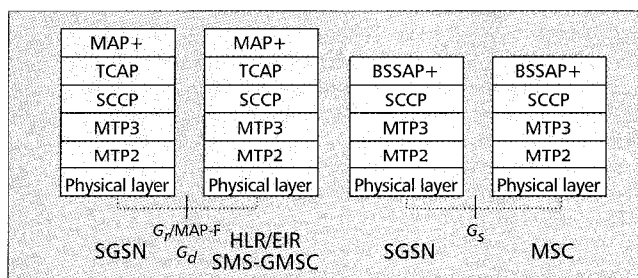 MAP+ MAP+
TCAP TCAP BSSAP+ BSSAP+
SCCP SCCP SCCP SCCP
MTP3 MTP3 MTP3 MTP3
MTP2 MTP2 MTP2 MTP2
Physical layer Physical layer Physical layer Physical layer
Gr/MAP-F Gs
SGSN Gd HLR/EIR SGSN MSC
SMS-GMSC